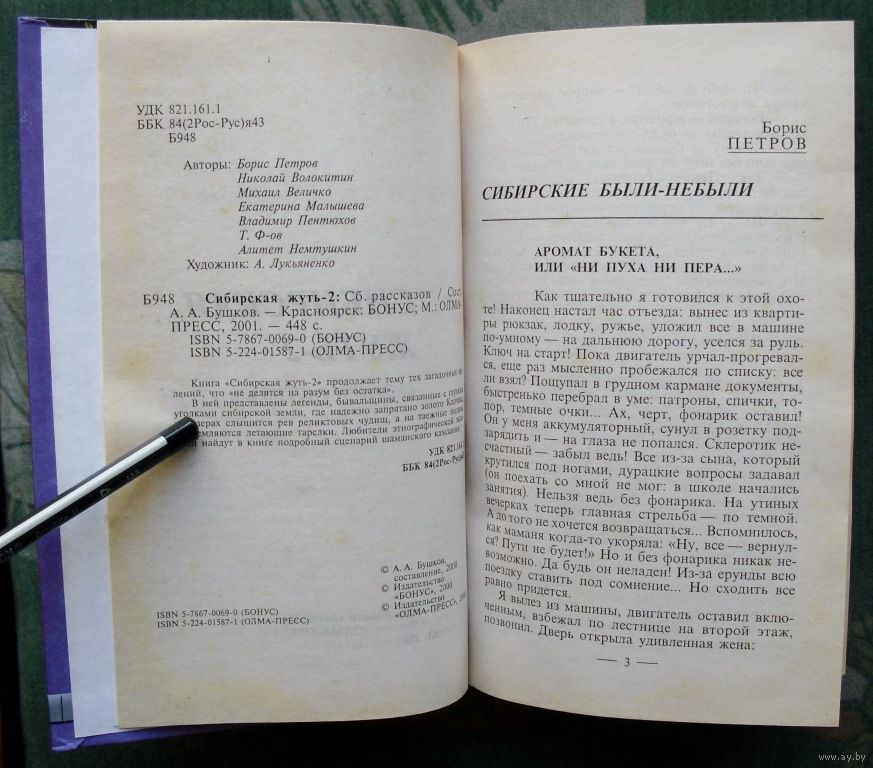 УДК 821.161.1
ББК 84(2Рос-Рус)я43
Б948
Авторы: Борис Петров
Николай Волокитин
Михаил Величко
Екатерина Малышева
Владимир Пентюхов
Т. Ф-ов
Алитет Немтушкин
Художник: А. Лукьяненко
Б948 Сибирская жуть-2: Сб. рассказов / Сост.
А. А. Бушков. — Красноярск: БОНУС; М.: ОЛМА-
ПРЕСС, 2001. — 448 с.
ISBN 5-7867-0069-0 (БОНУС)
ISBN 5-224-01587-1 (ОЛМА-ПРЕСС)
Книга «Сибирская жуть-2» продолжает тему тех загадочных яв-
лений, что «не делятся на разум без остатка».
В ней представлены легенды, бывальщины, связанные с глухими
уголками сибирской земли, где надежно запрятано золото
слышится рев реликтовых чудищ, а на таежные поляны
летающие тарелки. Любители этнографической
найдут в книге подробный сценарий шаманского камлания.
УДК 821.161.1
ББК 84(2Рос-Рус)
© А. А. Бушков,
составление, 2000
© Издательство
«БОНУС», 2000
© Издательство
«ОЛМА-ПРЕСС», 2000
ISBN 5-7867-0069-0 (БОНУС)
ISBN 5-224-01587-1 (ОЛМА-ПРЕСС)
Борис
ПЕТРОВ
СИБИРСКИЕ БЫЛИ-НЕБЫЛИ
АРОМАТ БУКЕТА,
ИЛИ «НИ ПУХА НИ ПЕРА...»
Как тщательно я готовился к этой охо-
те! Наконец настал час отъезда: вынес из кварти-
ры рюкзак, лодку, ружье, уложил все в машине
по-умному — на дальнюю дорогу, уселся за руль.
Ключ на старт! Пока двигатель урчал-прогревал-
ся, еще раз мысленно пробежался по списку: все
ли взял? Пощупал в грудном кармане документы,
быстренько перебрал в уме: патроны, спички, то-
пор, темные очки... Ах, черт, фонарик оставил!
Он у меня аккумуляторный, сунул в розетку под-
зарядить и — на глаза не попался. Склеротик не-
счастный — забыл ведь! Все из-за сына, который
крутился под ногами, дурацкие вопросы задавал
(он поехать со мной не мог: в школе начались
занятия). Нельзя ведь без фонарика. На утиных
вечерках теперь главная стрельба — по темной.
А до того не хочется возвращаться... Вспомнилось,
как маманя когда-то укоряла: «Ну, все — вернул-
ся? Пути не будет!» Но и без фонарика никак не-
возможно. Да будь он неладен! Из-за ерунды всю
поездку ставить под сомнение... Но сходить все
равно придется.
Я вылез из машины, двигатель оставил вклю-
ченным, взбежал по лестнице на второй этаж,
позвонил. Дверь открыла удивленная жена:
— 3 —
www.ay.by